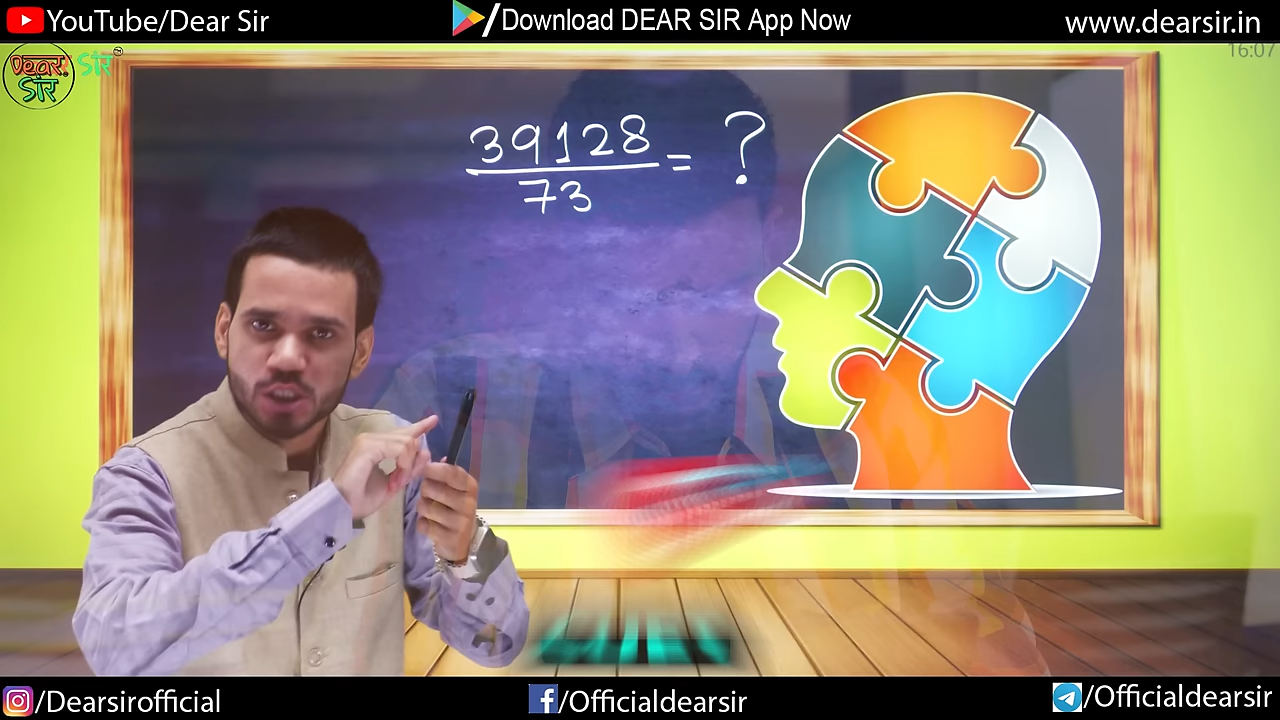 YouTube/Dear Sir
/Download DEAR SIR App Now
www.dearsir.in
16:07
Dear Sir
SIR
39128
73
= ?
/Dearsirofficial
/Officialdearsir
/Officialdearsir